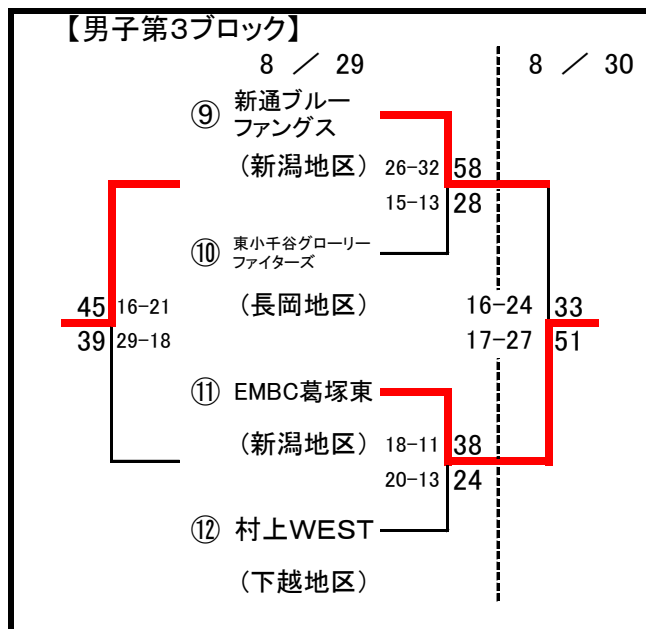 【男子第3ブロック】
8 ／ 29
8 ／ 30
⑨ 新通ブルー
ファングス
(新潟地区)
26-32 58
15-13 28
⑩ 東小千谷グローリー
ファイターズ
(長岡地区)
45 16-21
39 29-18
16-24 33
17-27 51
⑪ EMBC葛塚東
(新潟地区)
18-11 38
20-13 24
⑫ 村上WEST
(下越地区)